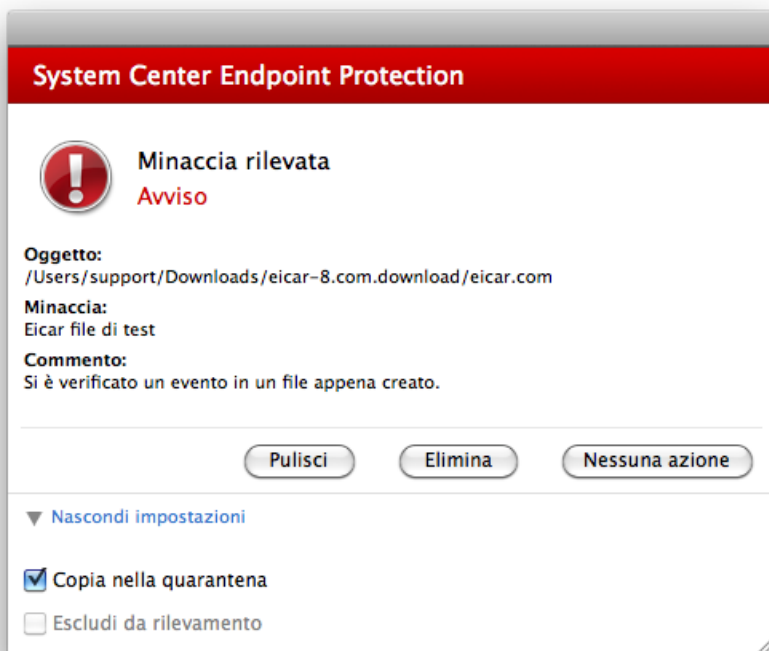 System Center Endpoint Protection
Minaccia rilevata
Avviso
Oggetto:
/Users/support/Downloads/eicar-8.com.download/eicar.com
Minaccia:
Eicar file di test
Commento:
Si è verificato un evento in un file appena creato.
Pulisci Elimina Nessuna azione
Nascondi impostazioni
Copia nella quarantena
Escludi da rilevamento